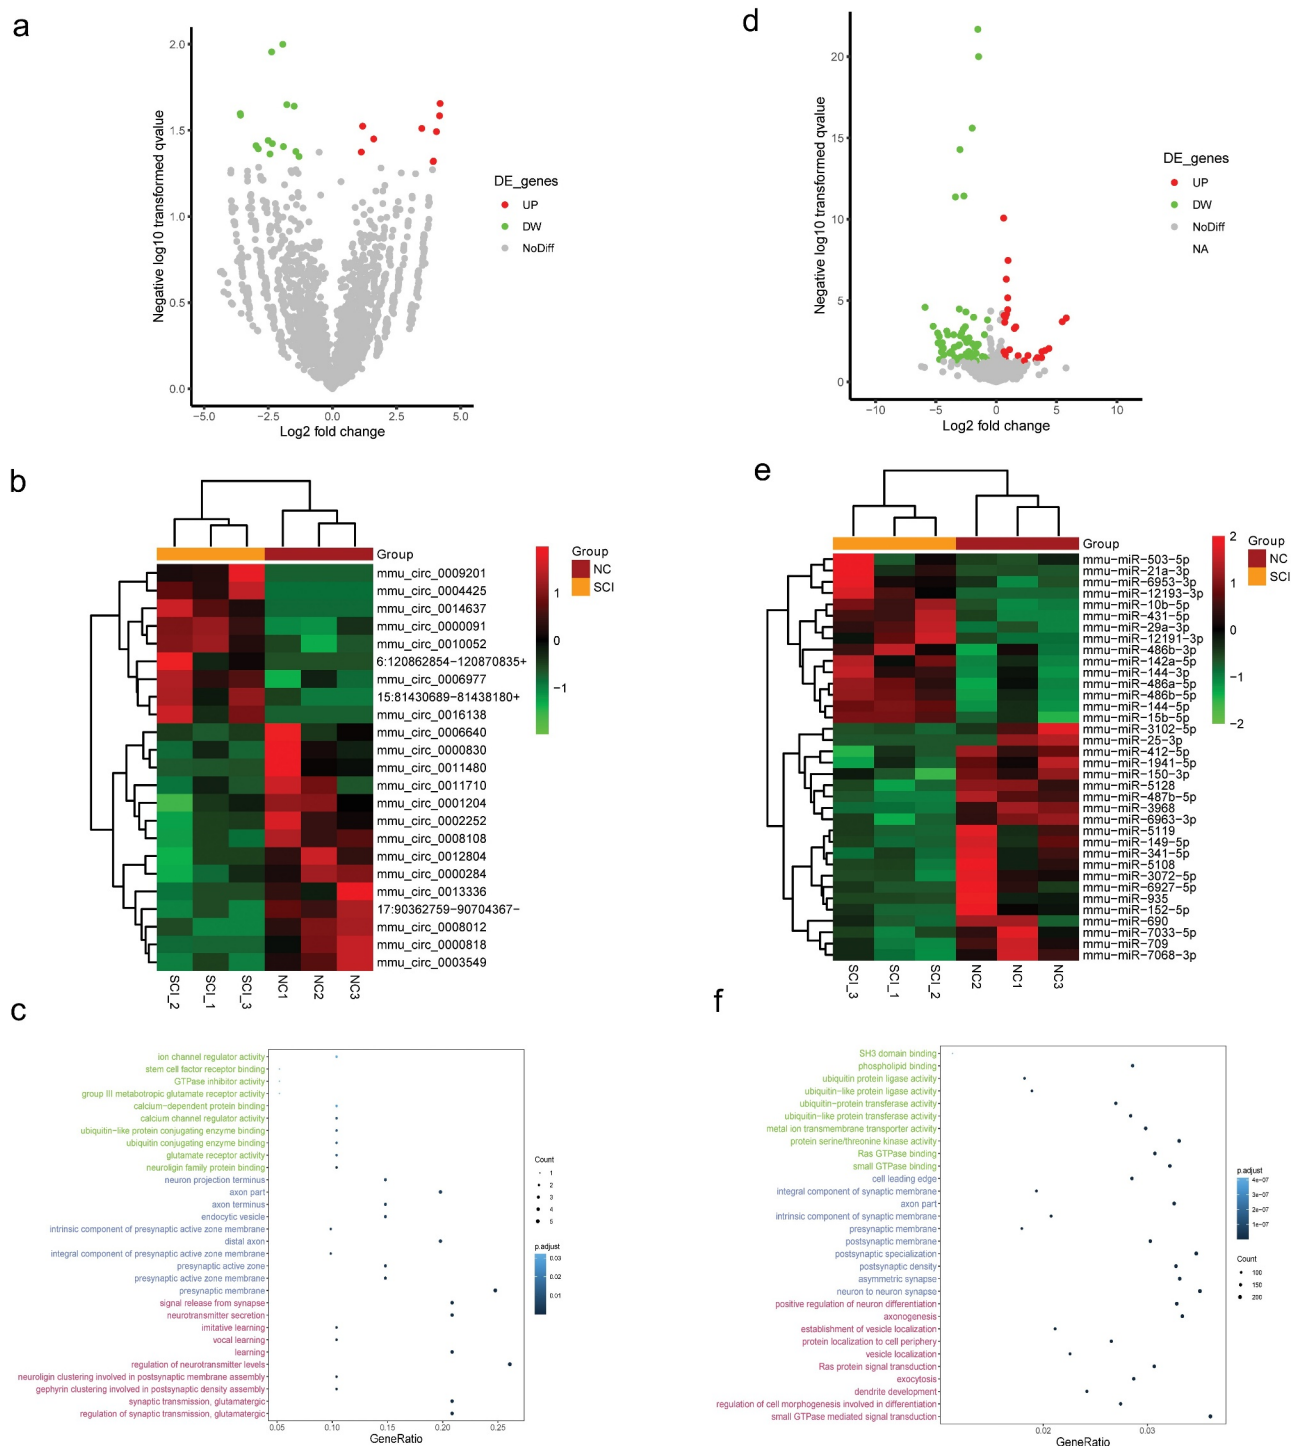 a
Negative log10 transformed qvalue
2.0
1.5
1.0
0.5
0.0
−5.0
−2.5
0.0
2.5
5.0
Log2 fold change
DE_genes
UP
DW
NoDiff
d
Negative log10 transformed qvalue
20
15
10
5
0
−10
−5
0
5
10
Log2 fold change
DE_genes
UP
DW
NoDiff
NA
b
Group
mmu_circ_0009201
mmu_circ_0004425
mmu_circ_0014637
mmu_circ_0000091
mmu_circ_0010052
6:120862854−120870835+
mmu_circ_0006977
15:81430689−81438180+
mmu_circ_0016138
mmu_circ_0006640
mmu_circ_0000830
mmu_circ_0011480
mmu_circ_0011710
mmu_circ_0001204
mmu_circ_0002252
mmu_circ_0008108
mmu_circ_0012804
mmu_circ_0000284
mmu_circ_0013336
17:90362759−90704367−
mmu_circ_0008012
mmu_circ_0000818
mmu_circ_0003549
SCI_2
SCI_1
SCI_3
NC1
NC2
NC3
1
0
−1
Group
NC
SCI
e
Group
mmu−miR−503−5p
mmu−miR−21a−3p
mmu−miR−6953−3p
mmu−miR−12193−3p
mmu−miR−10b−5p
mmu−miR−431−5p
mmu−miR−29a−3p
mmu−miR−12191−3p
mmu−miR−486b−3p
mmu−miR−142a−5p
mmu−miR−144−3p
mmu−miR−486a−5p
mmu−miR−486b−5p
mmu−miR−144−5p
mmu−miR−15b−5p
mmu−miR−3102−5p
mmu−miR−25−3p
mmu−miR−412−5p
mmu−miR−1941−5p
mmu−miR−150−3p
mmu−miR−5128
mmu−miR−487b−5p
mmu−miR−3968
mmu−miR−6963−3p
mmu−miR−5119
mmu−miR−149−5p
mmu−miR−341−5p
mmu−miR−5108
mmu−miR−3072−5p
mmu−miR−6927−5p
mmu−miR−935
mmu−miR−152−5p
mmu−miR−690
mmu−miR−7033−5p
mmu−miR−709
mmu−miR−7068−3p
SCI_3
SCI_1
SCI_2
NC2
NC1
NC3
2
1
0
−1
−2
Group
NC
SCI
c
ion channel regulator activity
stem cell factor receptor binding
GTPase inhibitor activity
group III metabotropic glutamate receptor activity
calcium−dependent protein binding
calcium channel regulator activity
ubiquitin−like protein conjugating enzyme binding
ubiquitin conjugating enzyme binding
glutamate receptor activity
neuroligin family protein binding
neuron projection terminus
axon part
axon terminus
endocytic vesicle
intrinsic component of presynaptic active zone membrane
distal axon
integral component of presynaptic active zone membrane
presynaptic active zone
presynaptic active zone membrane
presynaptic membrane
signal release from synapse
neurotransmitter secretion
imitative learning
vocal learning
learning
regulation of neurotransmitter levels
neuroligin clustering involved in postsynaptic membrane assembly
gephyrin clustering involved in postsynaptic density assembly
synaptic transmission, glutamatergic
regulation of synaptic transmission, glutamatergic
0.05
0.10
0.15
0.20
0.25
GeneRatio
Count
1
2
3
4
5
p.adjust
0.03
0.02
0.01
f
SH3 domain binding
phospholipid binding
ubiquitin protein ligase activity
ubiquitin−like protein ligase activity
ubiquitin−protein transferase activity
ubiquitin−like protein transferase activity
metal ion transmembrane transporter activity
protein serine/threonine kinase activity
Ras GTPase binding
small GTPase binding
cell leading edge
integral component of synaptic membrane
axon part
intrinsic component of synaptic membrane
presynaptic membrane
postsynaptic membrane
postsynaptic specialization
postsynaptic density
asymmetric synapse
neuron to neuron synapse
positive regulation of neuron differentiation
axonogenesis
establishment of vesicle localization
protein localization to cell periphery
vesicle localization
Ras protein signal transduction
exocytosis
dendrite development
regulation of cell morphogenesis involved in differentiation
small GTPase mediated signal transduction
0.02
0.03
GeneRatio
p.adjust
4e−07
3e−07
2e−07
1e−07
Count
100
150
200